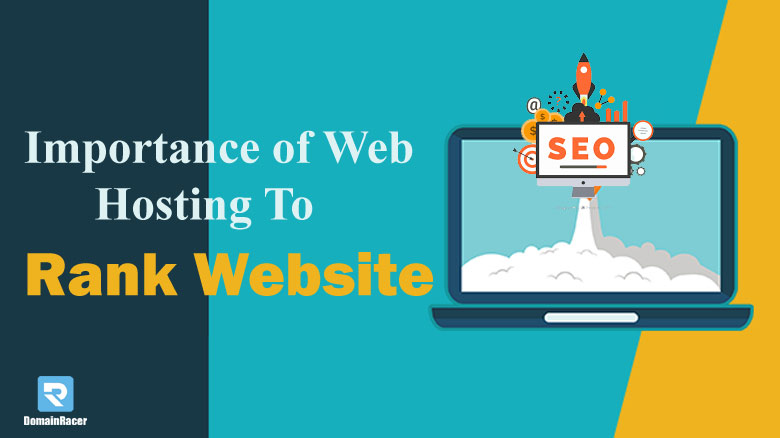 Importance of Web
Hosting To
Rank Website
@
SEO
DomainRacer